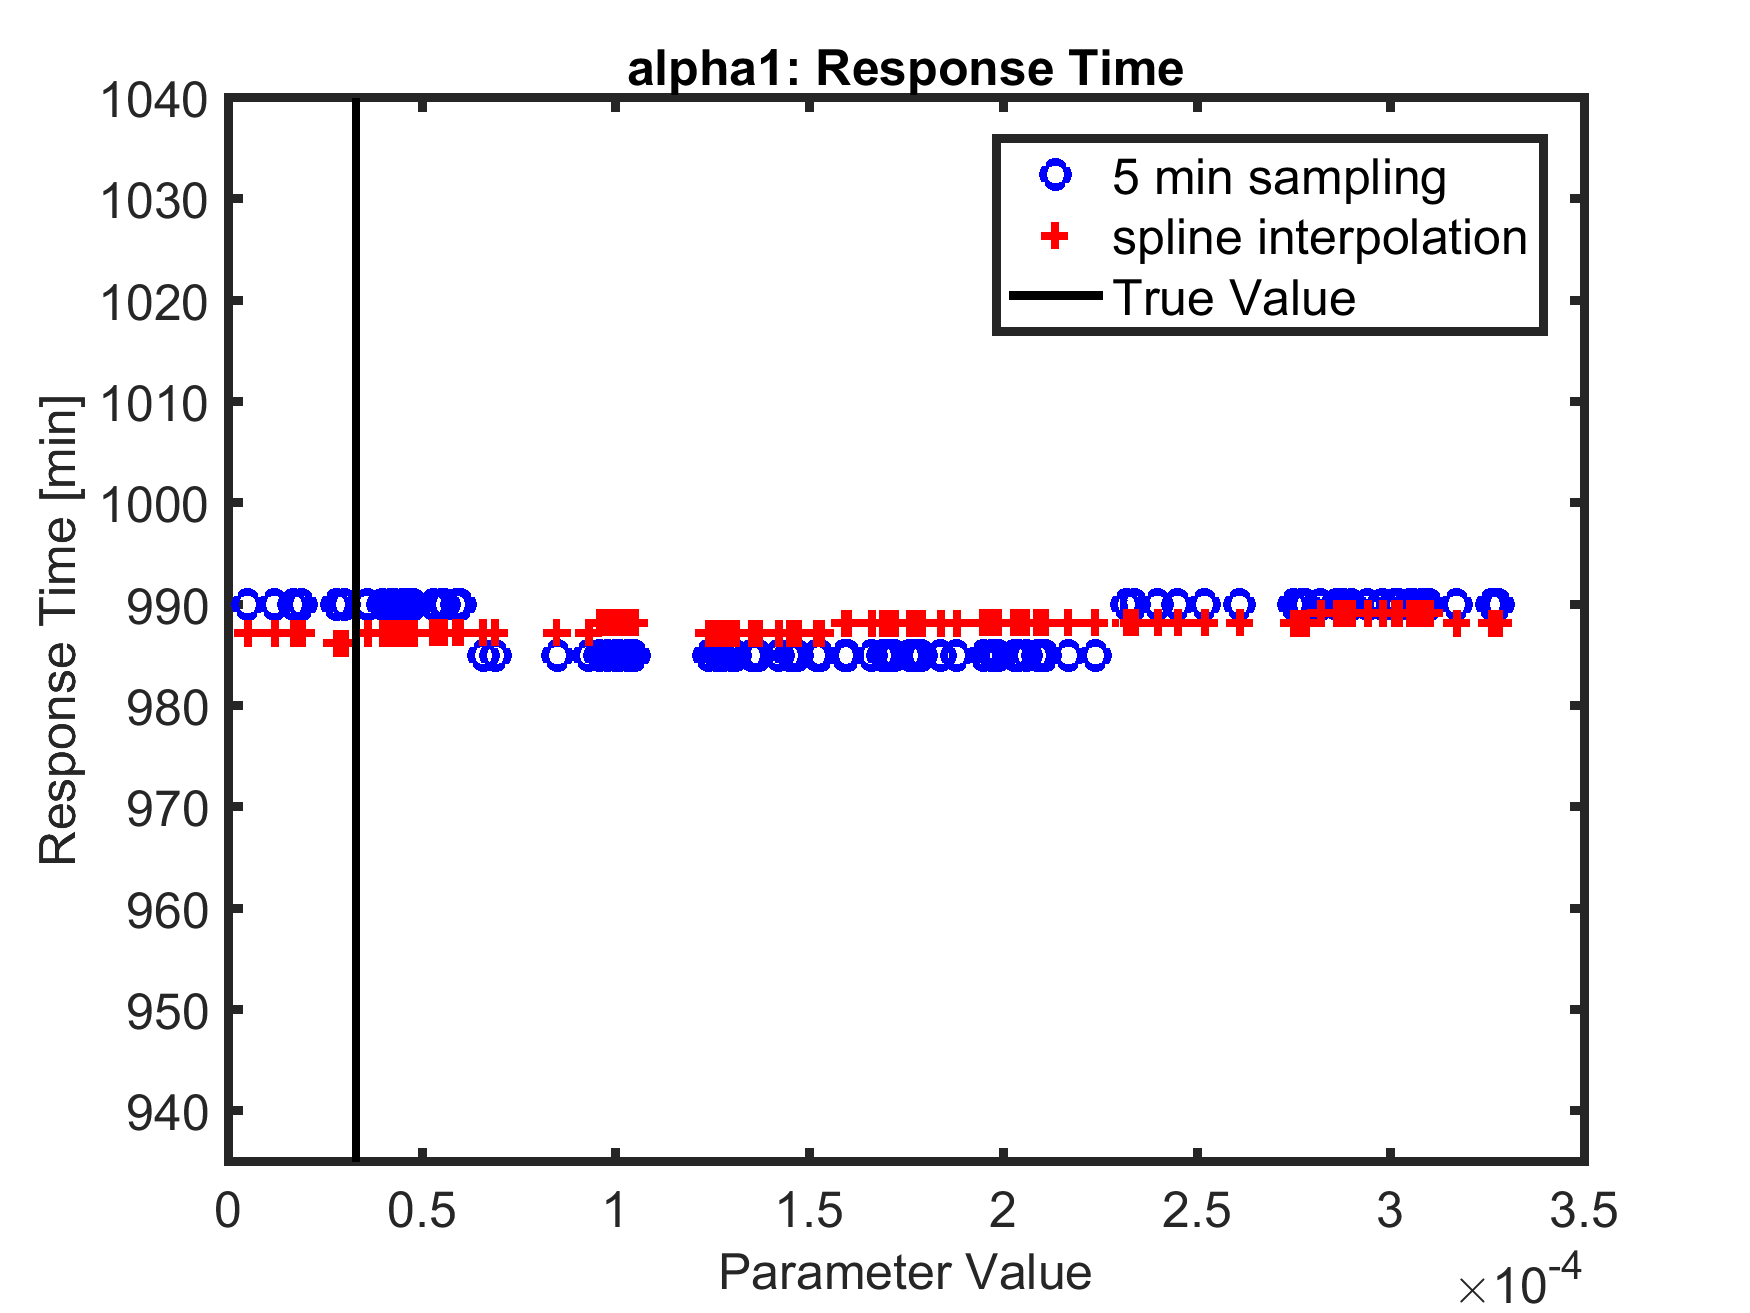 alpha1: Response Time
1040
1030
1020
1010
1000
990
980
970
960
950
940
Response Time [min]
5 min sampling
spline interpolation
True Value
0 0.5 1 1.5 2 2.5 3 3.5
Parameter Value
×10-4